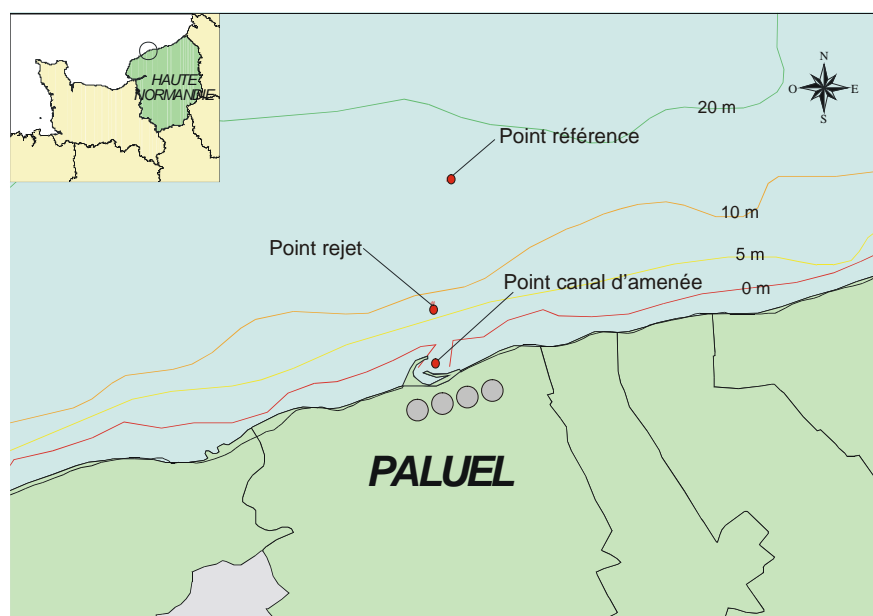 HAUTE
NORMANDIE
N
O
E
S
20 m
Point référence
10 m
Point rejet
5 m
Point canal d'amenée
0 m
PALUEL